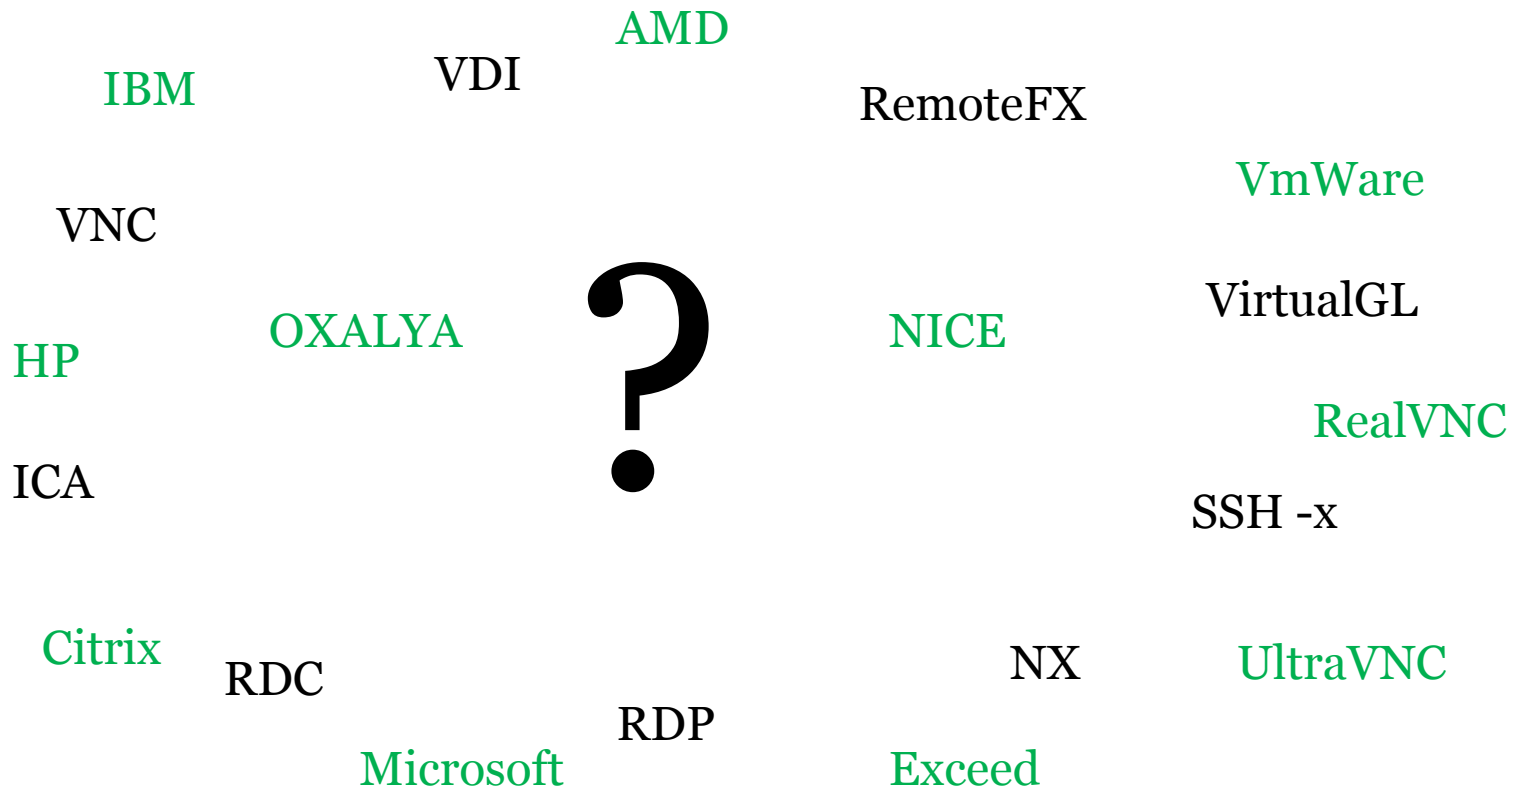 AMD
VDI
IBM
RemoteFX
VmWare
VNC
VirtualGL
OXALYA
?
NICE
HP
RealVNC
ICA
SSH -x
Citrix
RDC
NX
UltraVNC
RDP
Microsoft
Exceed